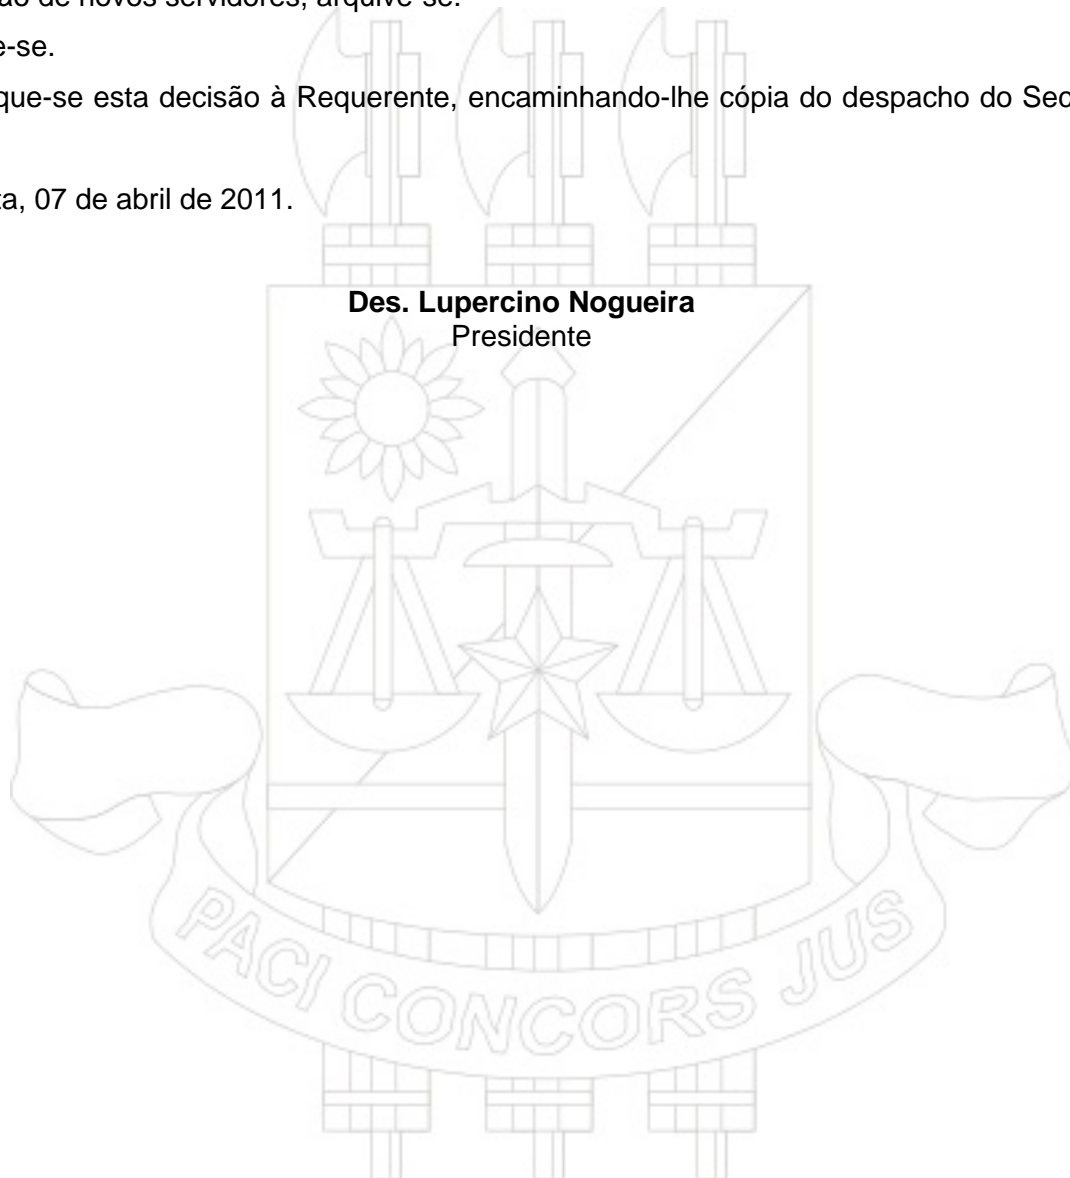 ão de novos servidores, arquive-se.
e-se.
que-se esta decisão à Requerente, encaminhando-lhe cópia do despacho do Sec
ta, 07 de abril de 2011.
Des. Lupercino Nogueira
Presidente
PACI CONCORS JUS